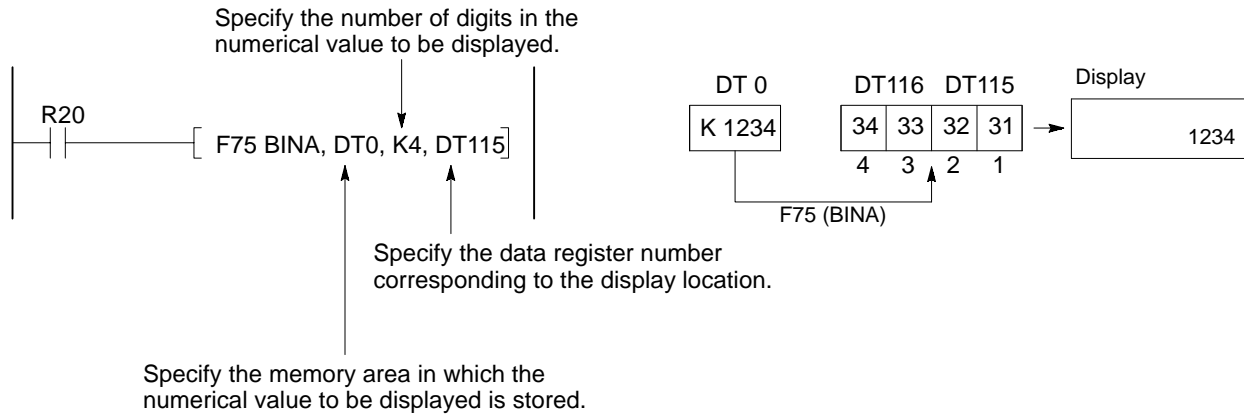 Specify the number of digits in the
numerical value to be displayed.
R20
F75 BINA, DT0, K4, DT115
Specify the data register number
corresponding to the display location.
Specify the memory area in which the
numerical value to be displayed is stored.
DT 0
DT116 DT115
Display
K 1234
34 33 32 31
1234
4 3 2 1
F75 (BINA)